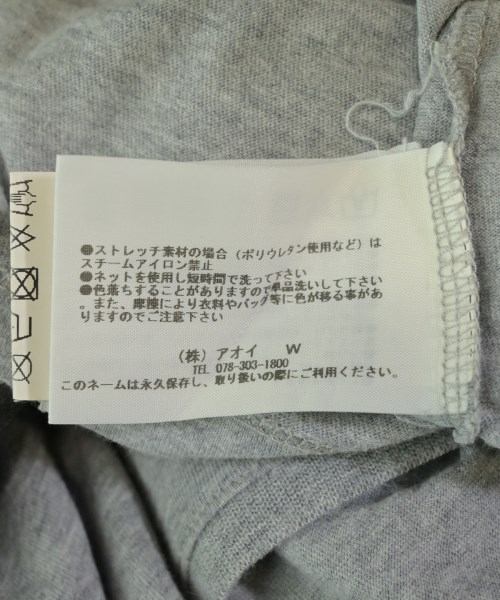 ●ストレッチ素材の場合（ポリウレタン使用など）は
スチームアイロン禁止
●ネットを使用し短時間で洗って下さい
●色落ちすることがありますので単品洗いして下さい
。また、摩擦により衣料やバッグ等に色が移る事があ
りますのでご注意下さい
（株）アオイ W
TEL 078-303-1800
このネームは永久保存し、取り扱いの際にご利用ください。